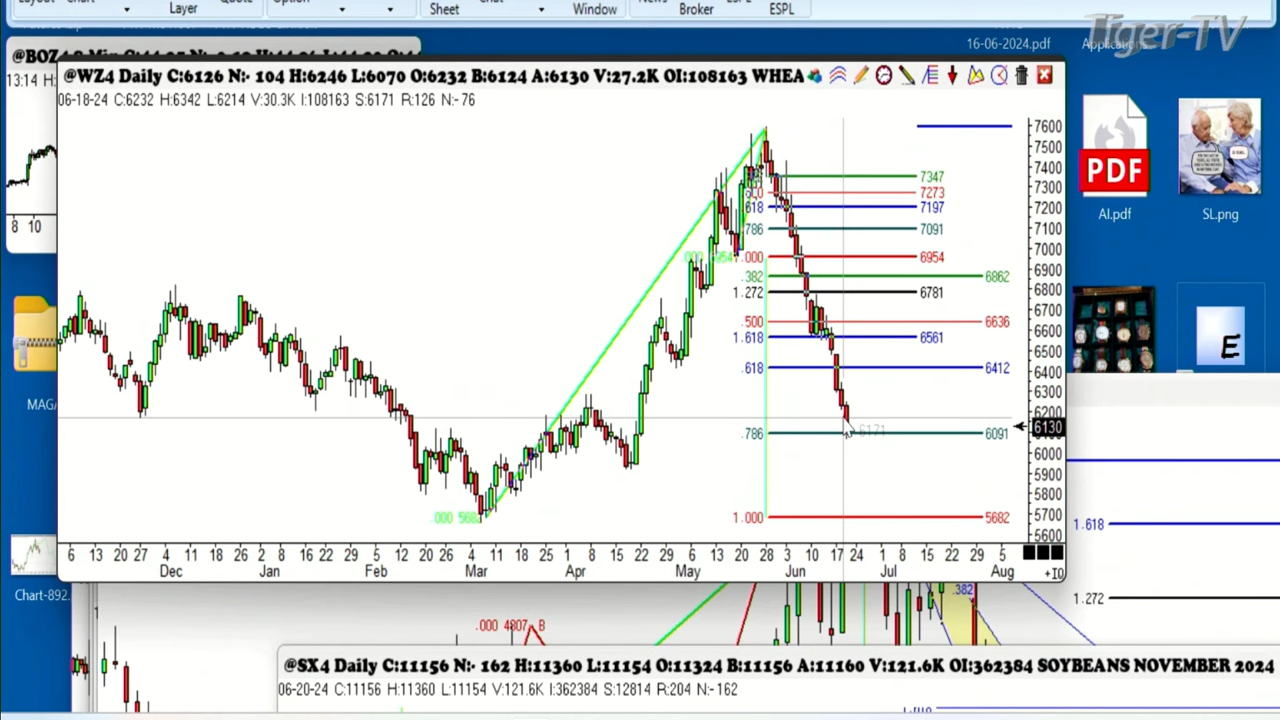 Layer
Sheet
Window
Broker
ESPL
Tiger-TV
16-06-2024.pdf
13:14 H:
@WZ4 Daily C:6126 N:- 104 H:6246 L:6070 O:6232 B:6124 A:6130 V:27.2K OI:108163 WHEA
06-18-24 C:6232 H:6342 L:6214 V:30.3K I:108163 S:6171 R:126 N:-76
7600
7500
7400
7300
7200
7100
7000
6900
6800
6700
6600
6500
6400
6300
6200
6130
6000
5900
5800
5700
5600
7347
7273
618 7197
.786 7091
1.000 6954
.382 6862
1.272 6781
.500 6636
1.618 6561
.618 6412
6171
.786 6091
.000 568
1.000 5682
8 10
6 13 20 27 4 11 18 26 2 8 16 22 29 5 12 20 26 4 11 18 25 1 8 15 22 29 6 13 20 28 3 10 17 24 1 8 15 22 29 5
Dec Jan Feb Mar Apr May Jun Jul Aug
PDF
AI.pdf
SL.png
E
MAGA
Chart-892.
1.618
1.272
.382
.000 4807 B
@SX4 Daily C:11156 N:- 162 H:11360 L:11154 O:11324 B:11156 A:11160 V:121.6K OI:362384 SOYBEANS NOVEMBER 2024
06-20-24 C:11156 H:11360 L:11154 V:121.6K I:362384 S:12814 R:204 N:-162